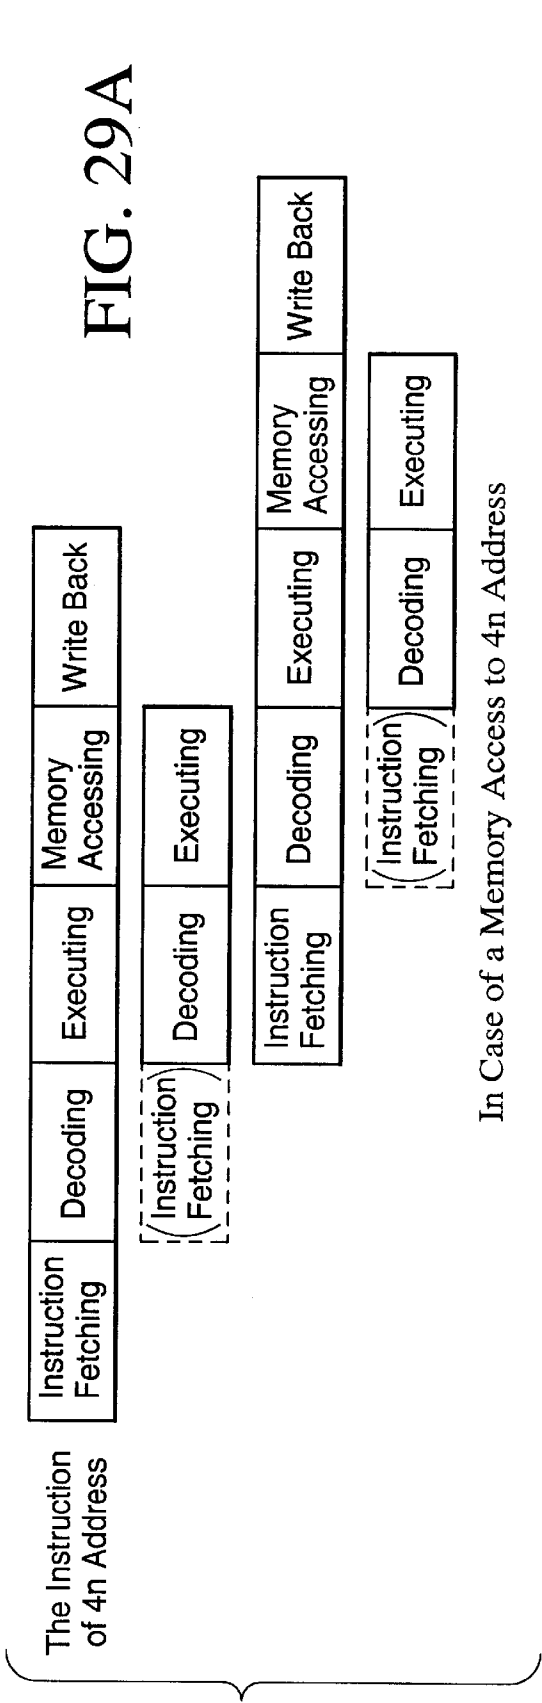 FIG. 29A
The Instruction
of 4n Address
Instruction
Fetching
Decoding
Executing
Memory
Accessing
Write Back
(Instruction
Fetching)
Decoding
Executing
Instruction
Fetching
Decoding
Executing
Memory
Accessing
Write Back
(Instruction
Fetching)
Decoding
Executing
In Case of a Memory Access to 4n Address